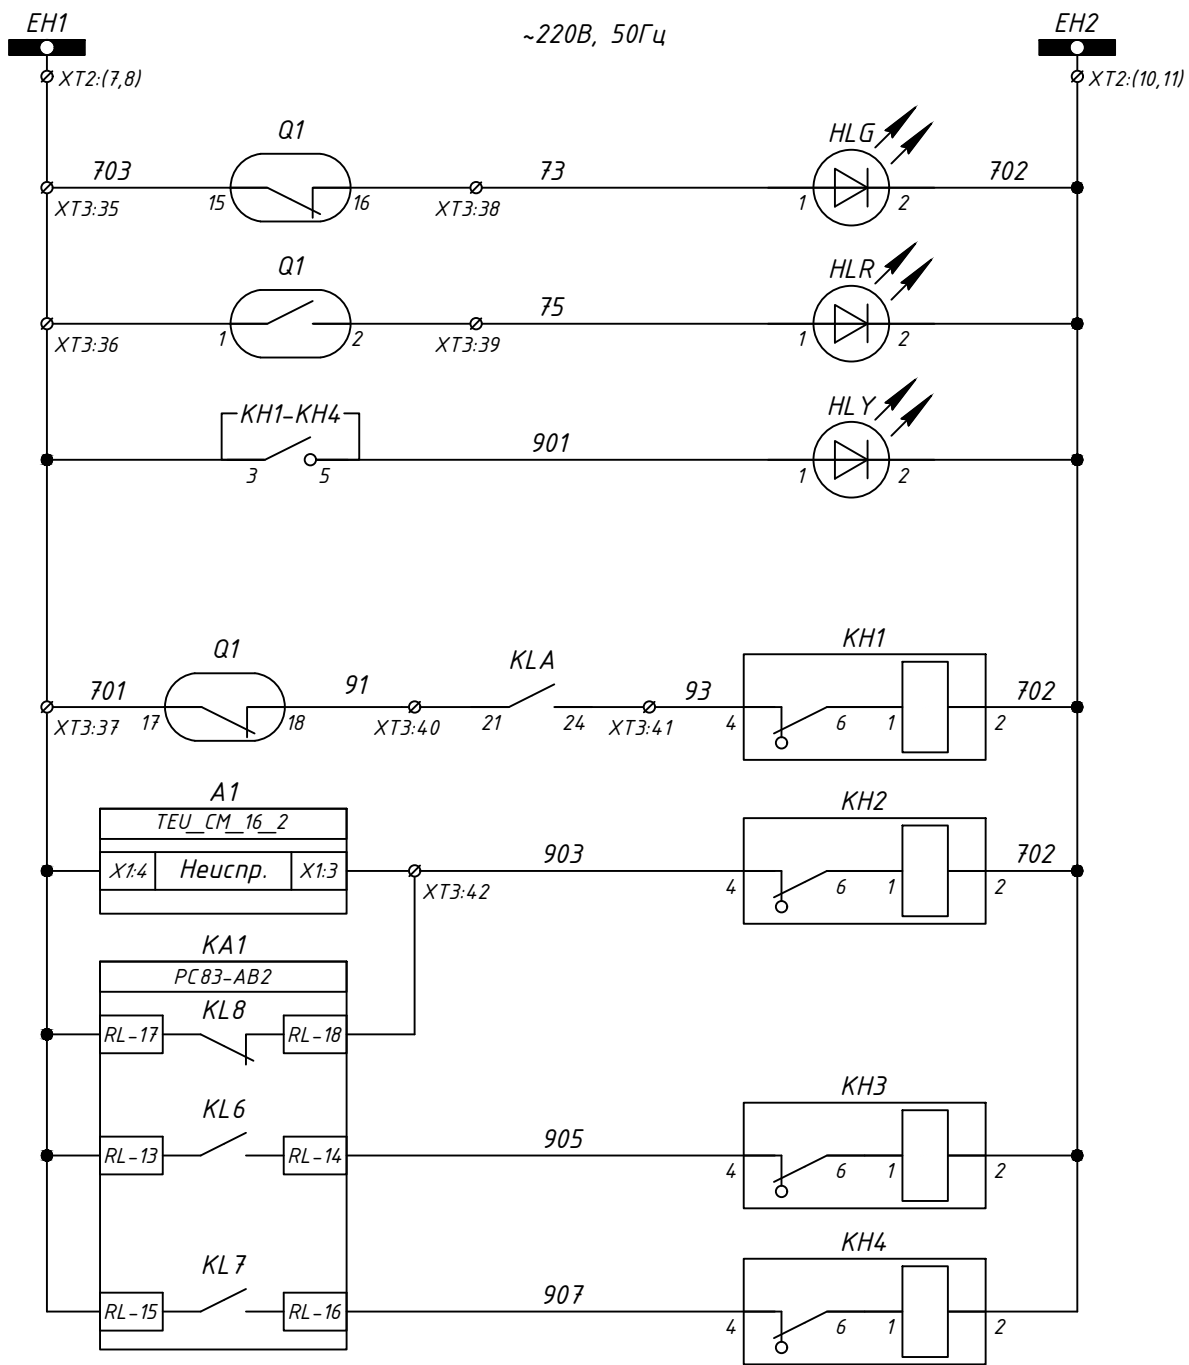 EH1
~220В, 50Гц
EH2
XT2:(7,8)
XT2:(10,11)
Q1
HLG
703
73
702
15
16
1
2
XT3:35
XT3:38
Q1
HLR
75
1
2
1
2
XT3:36
XT3:39
KH1-KH4
HLY
901
3
5
1
2
Q1
KLA
KH1
701
91
93
702
XT3:37
17
18
XT3:40
21
24
XT3:41
4
6
1
2
A1
TEU_CM_16_2
KH2
X1:4
Неиспр.
X1:3
903
702
XT3:42
4
6
1
2
KA1
РС83-АВ2
KL8
RL-17
RL-18
KL6
KH3
RL-13
RL-14
905
4
6
1
2
KL7
KH4
RL-15
RL-16
907
4
6
1
2